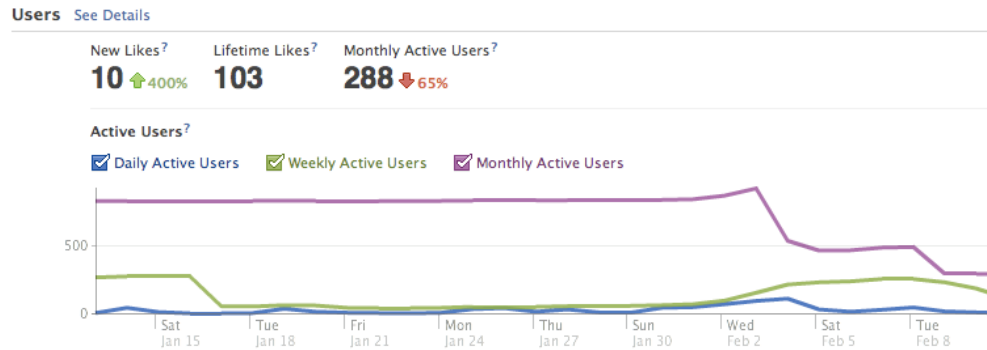 Users See Details
New Likes? Lifetime Likes? Monthly Active Users?
10 400% 103 288 65%
Active Users?
Daily Active Users Weekly Active Users Monthly Active Users
500
0
Sat Tue Fri Mon Thu Sun Wed Sat Tue
Jan 15 Jan 18 Jan 21 Jan 24 Jan 27 Jan 30 Feb 2 Feb 5 Feb 8